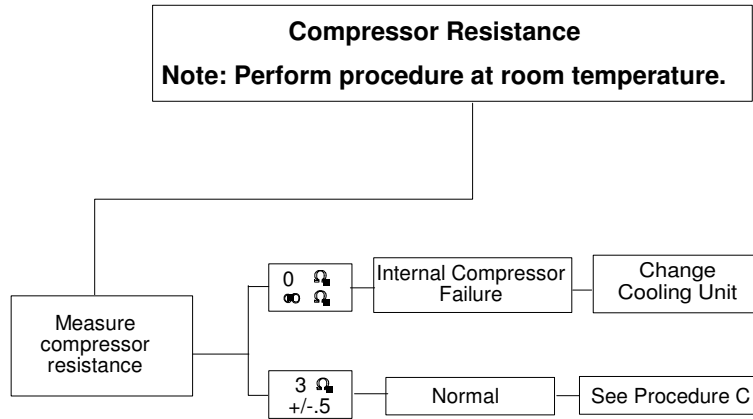 Compressor Resistance
Note: Perform procedure at room temperature.
Measure
compressor
resistance
0 Ω
∞ Ω
Internal Compressor
Failure
Change
Cooling Unit
3 Ω
+/-.5
Normal
See Procedure C